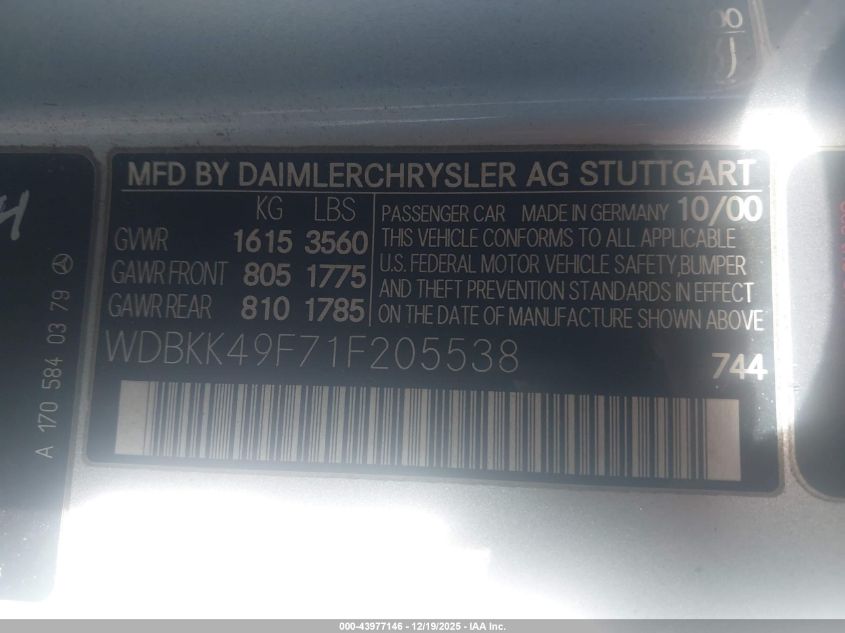 MFD BY DAIMLERCHRYSLER AG STUTTGART
KG LBS
GVWR 1615 3560
GAWR FRONT 805 1775
GAWR REAR 810 1785
PASSENGER CAR MADE IN GERMANY 10/00
THIS VEHICLE CONFORMS TO ALL APPLICABLE
U.S. FEDERAL MOTOR VEHICLE SAFETY,BUMPER
AND THEFT PREVENTION STANDARDS IN EFFECT
ON THE DATE OF MANUFACTURE SHOWN ABOVE
WDBKK49F71F205538
744
A 170 584 03 79
000-43977146 - 12/19/2025 - IAA Inc.